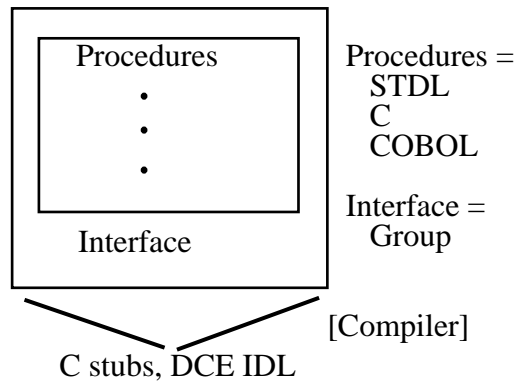 Procedures
Interface
Procedures =
STDL
C
COBOL
Interface =
Group
[Compiler]
C stubs, DCE IDL